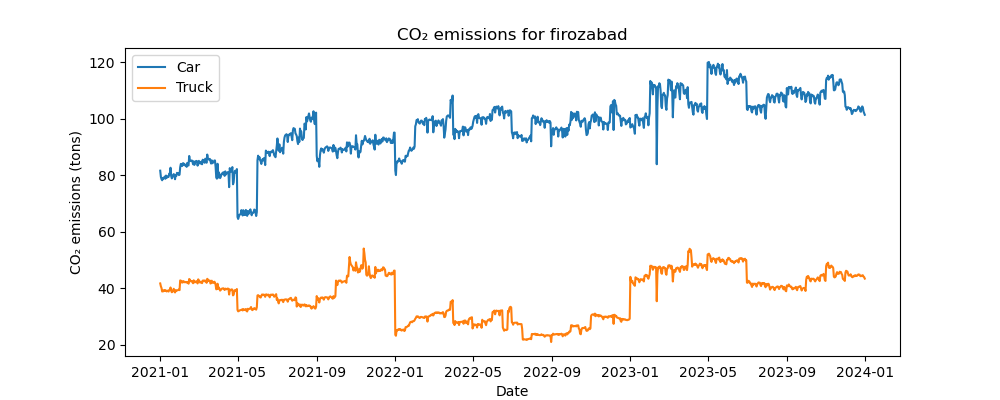 CO₂ emissions for firozabad
Car
Truck
CO₂ emissions (tons)
120
100
80
60
40
20
2021-01 2021-05 2021-09 2022-01 2022-05 2022-09 2023-01 2023-05 2023-09 2024-01
Date